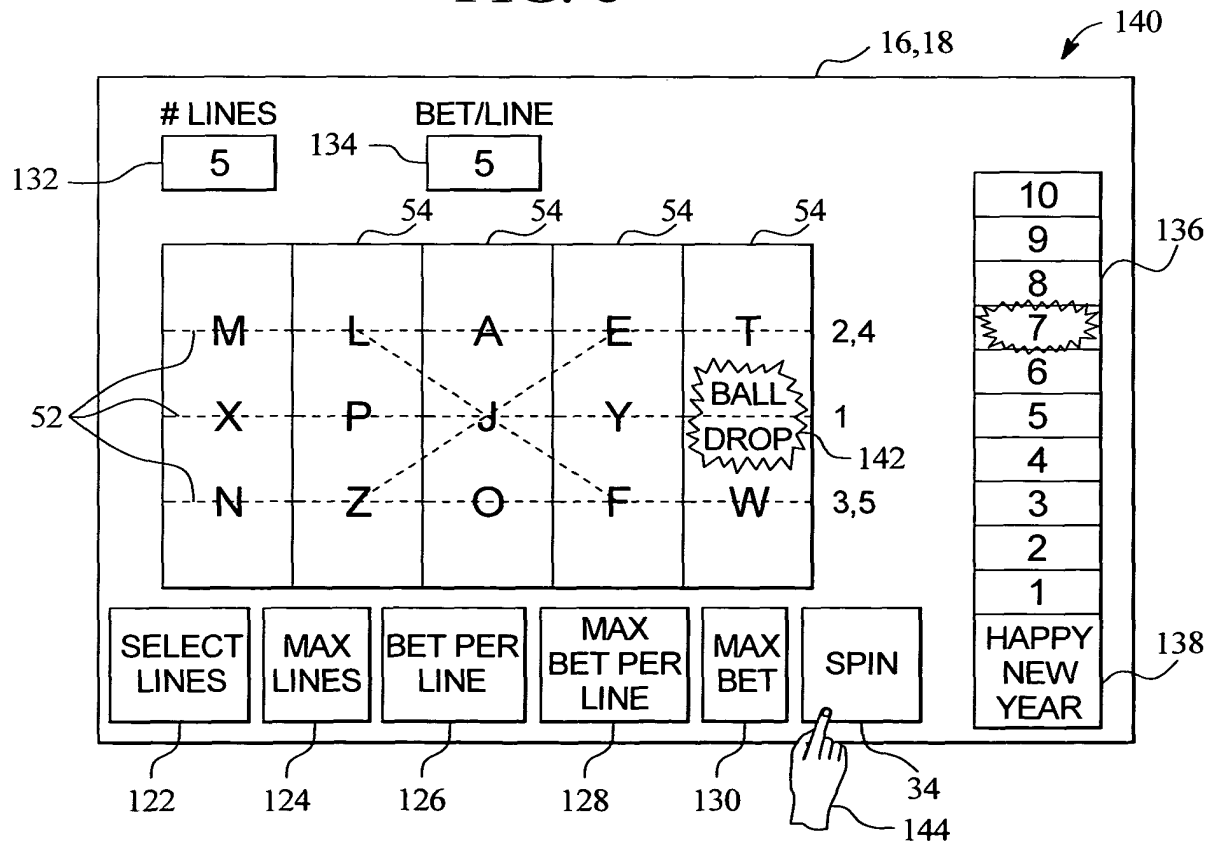 140
16,18
# LINES
BET/LINE
132
5
134
5
54
54
54
54
10
9
136
8
M
L
A
E
T
2,4
7
BALL
6
52
X
P
J
Y
1
5
DROP
142
4
N
Z
O
F
W
3,5
3
2
1
SELECT
LINES
MAX
LINES
BET PER
LINE
MAX
BET PER
LINE
MAX
BET
SPIN
HAPPY
NEW
YEAR
138
122
124
126
128
130
34
144